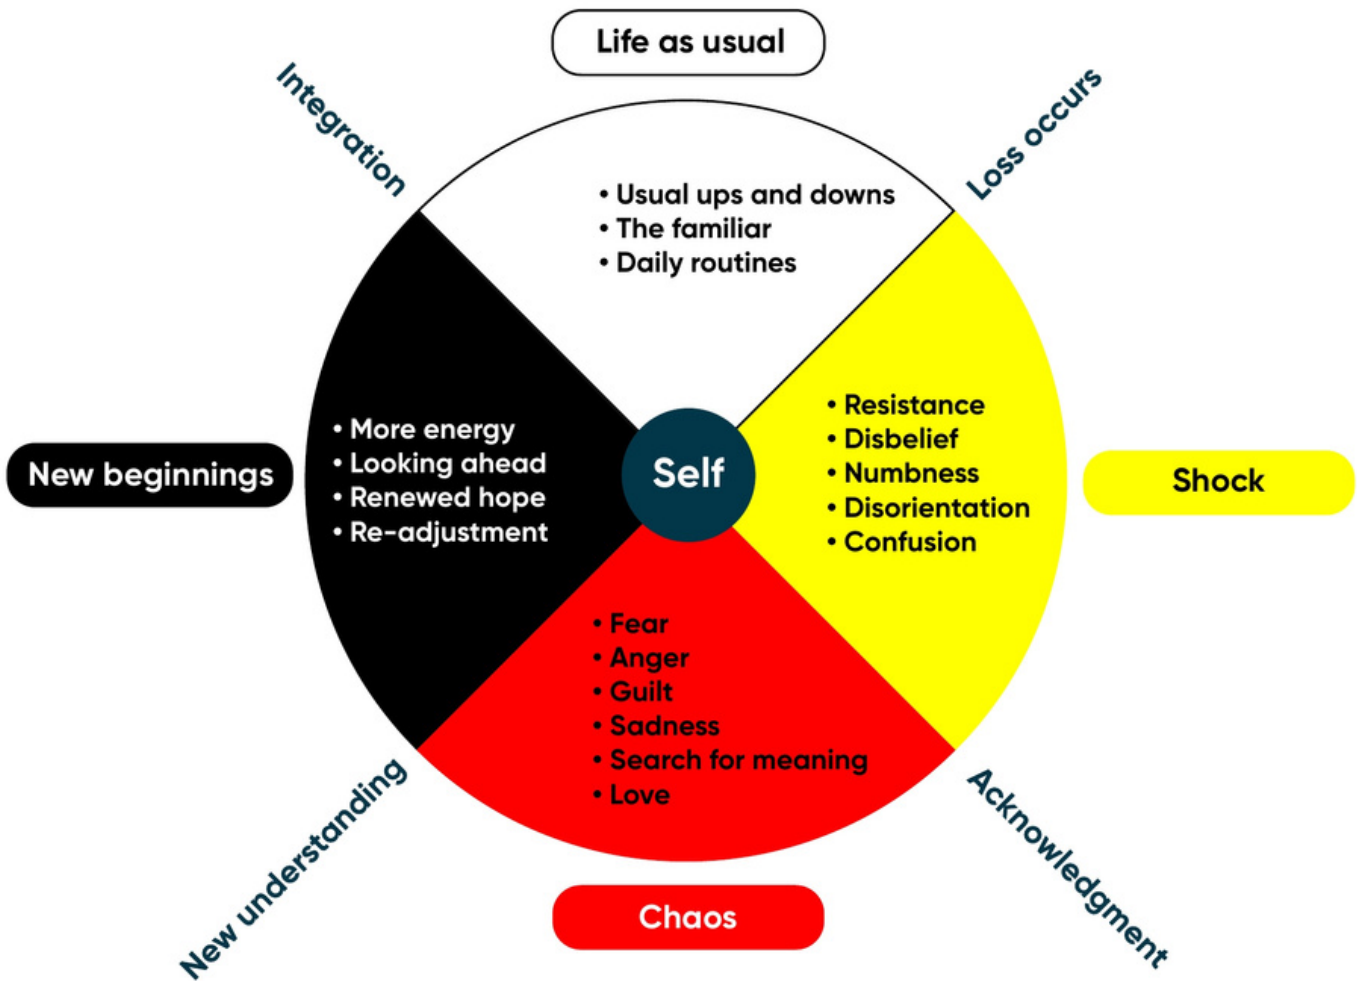 Life as usual
Integration
Loss occurs
• Usual ups and downs
• The familiar
• Daily routines
• Resistance
• Disbelief
• Numbness
• Disorientation
• Confusion
Shock
Self
New beginnings
• More energy
• Looking ahead
• Renewed hope
• Re-adjustment
• Fear
• Anger
• Guilt
• Sadness
• Search for meaning
• Love
New understanding
Acknowledgment
Chaos